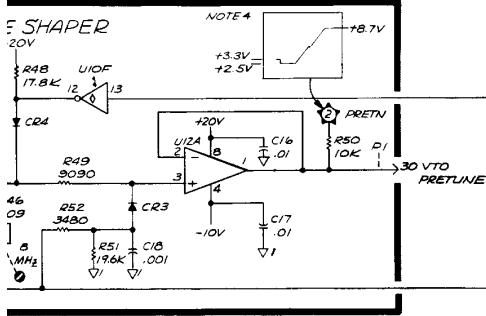 E SHAPER
NOTE 4
+8.7V
+3.3V
+2.5V
+20V
R48
17.8K
U10F
12
13
CR4
2
PRETN
+20V
C16
.01
U12A
8
2
1
3
4
R50
10K
P1
30 VTO
PRETUNE
R49
9090
CR3
-10V
C17
.01
46
09
R52
3480
8
MHz
R51
19.6K
C18
.001